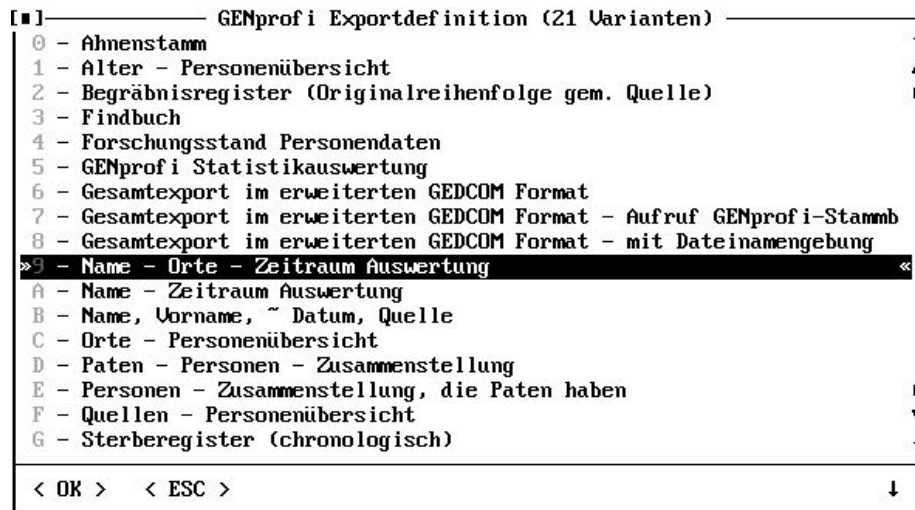 [■] GENprofi Exportdefinition (21 Varianten)
0 - Ahnenstamm
1 - Alter - Personenübersicht
2 - Begräbnisregister (Originalreihenfolge gem. Quelle)
3 - Findbuch
4 - Forschungsstand Personendaten
5 - GENprofi Statistikauswertung
6 - Gesamtexport im erweiterten GEDCOM Format
7 - Gesamtexport im erweiterten GEDCOM Format - Aufruf GENprofi-Stammb
8 - Gesamtexport im erweiterten GEDCOM Format - mit Dateinamengebung
»9 - Name - Orte - Zeitraum Auswertung «
A - Name - Zeitraum Auswertung
B - Name, Vorname, ~ Datum, Quelle
C - Orte - Personenübersicht
D - Paten - Personen - Zusammenstellung
E - Personen - Zusammenstellung, die Paten haben
F - Quellen - Personenübersicht
G - Sterberegister (chronologisch)
< OK > < ESC > ↓